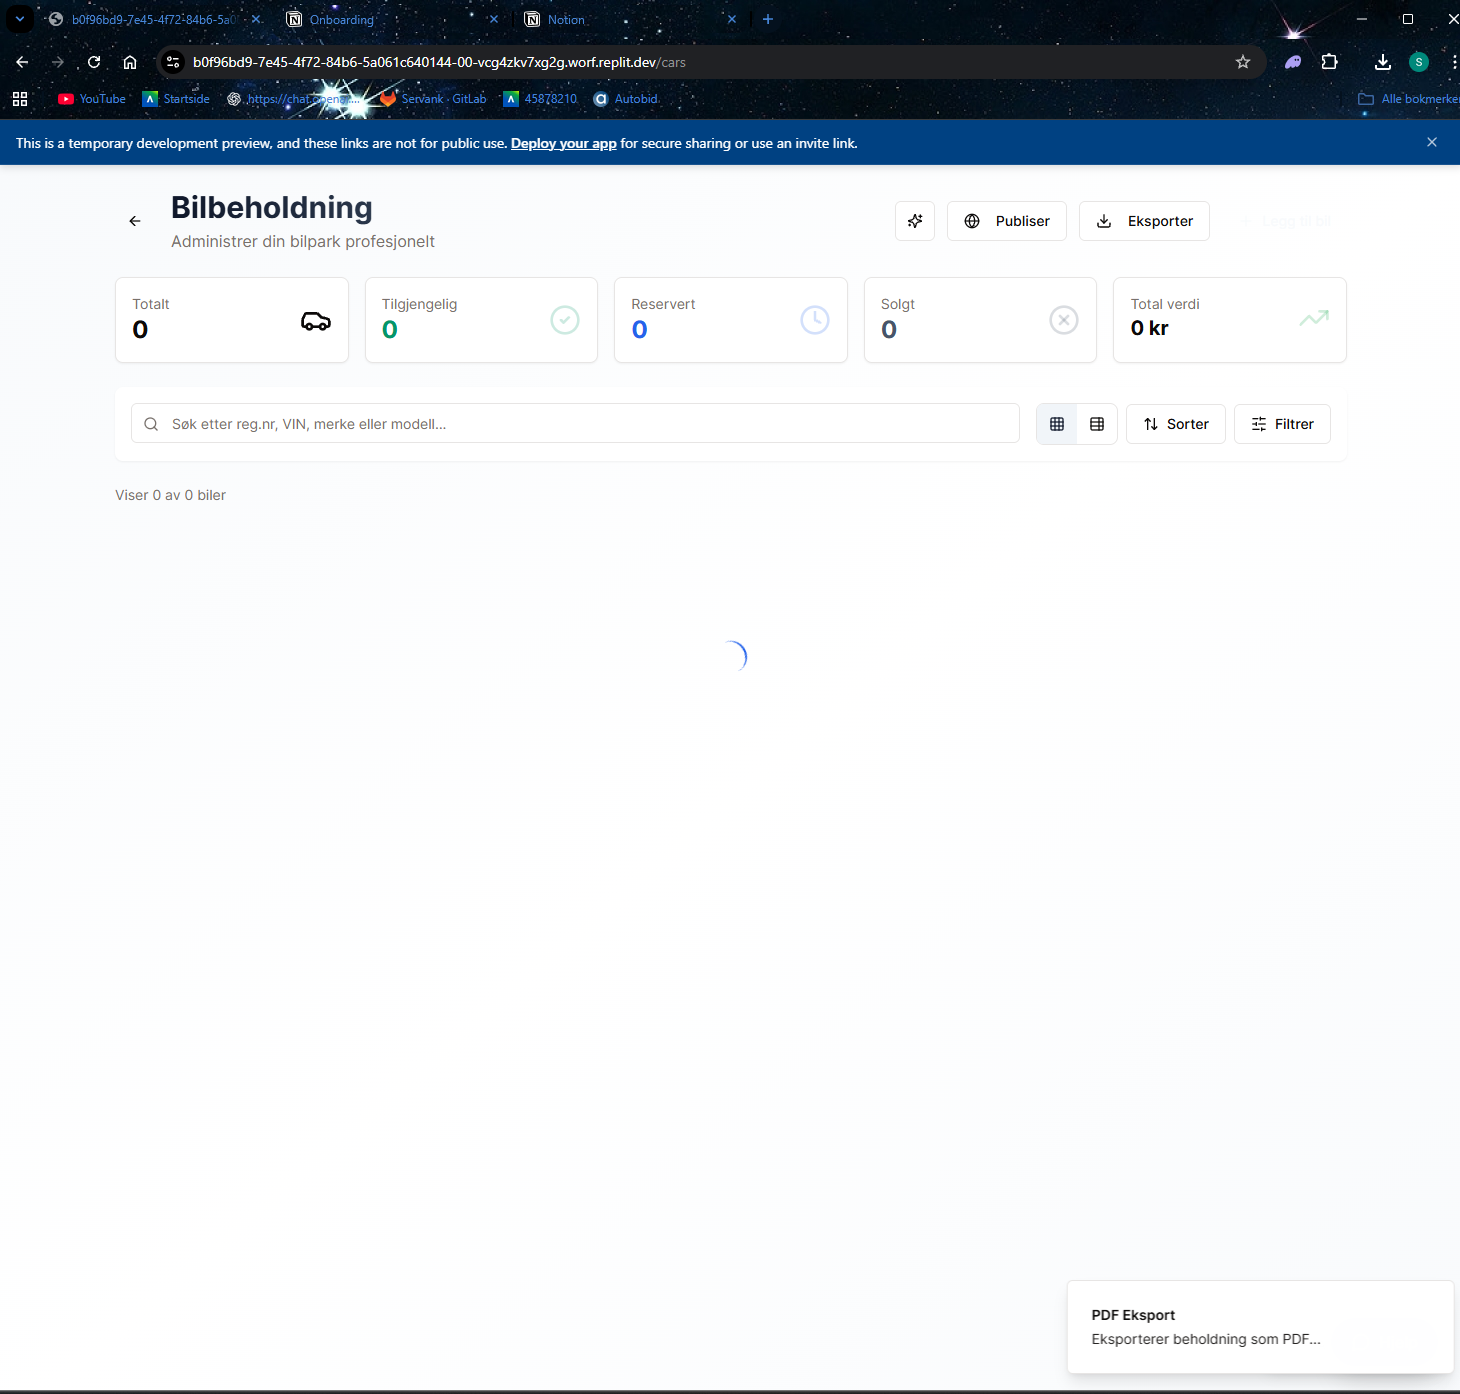 b0f96bd9-7e45-4f72-84b6-5a0
Onboarding
Notion
b0f96bd9-7e45-4f72-84b6-5a061c640144-00-vcg4zkv7xg2g.worf.replit.dev/cars
S
YouTube
Startside
https://chat.openai....
Servank · GitLab
45878210
Autobid
Alle bokmerker
This is a temporary development preview, and these links are not for public use. Deploy your app for secure sharing or use an invite link.
Bilbeholdning
Administrer din bilpark profesjonelt
Publiser
Eksporter
Legg til bil
Totalt
0
Tilgjengelig
0
Reservert
0
Solgt
0
Total verdi
0 kr
Søk etter reg.nr, VIN, merke eller modell...
Sorter
Filtrer
Viser 0 av 0 biler
PDF Eksport
Eksporterer beholdning som PDF...